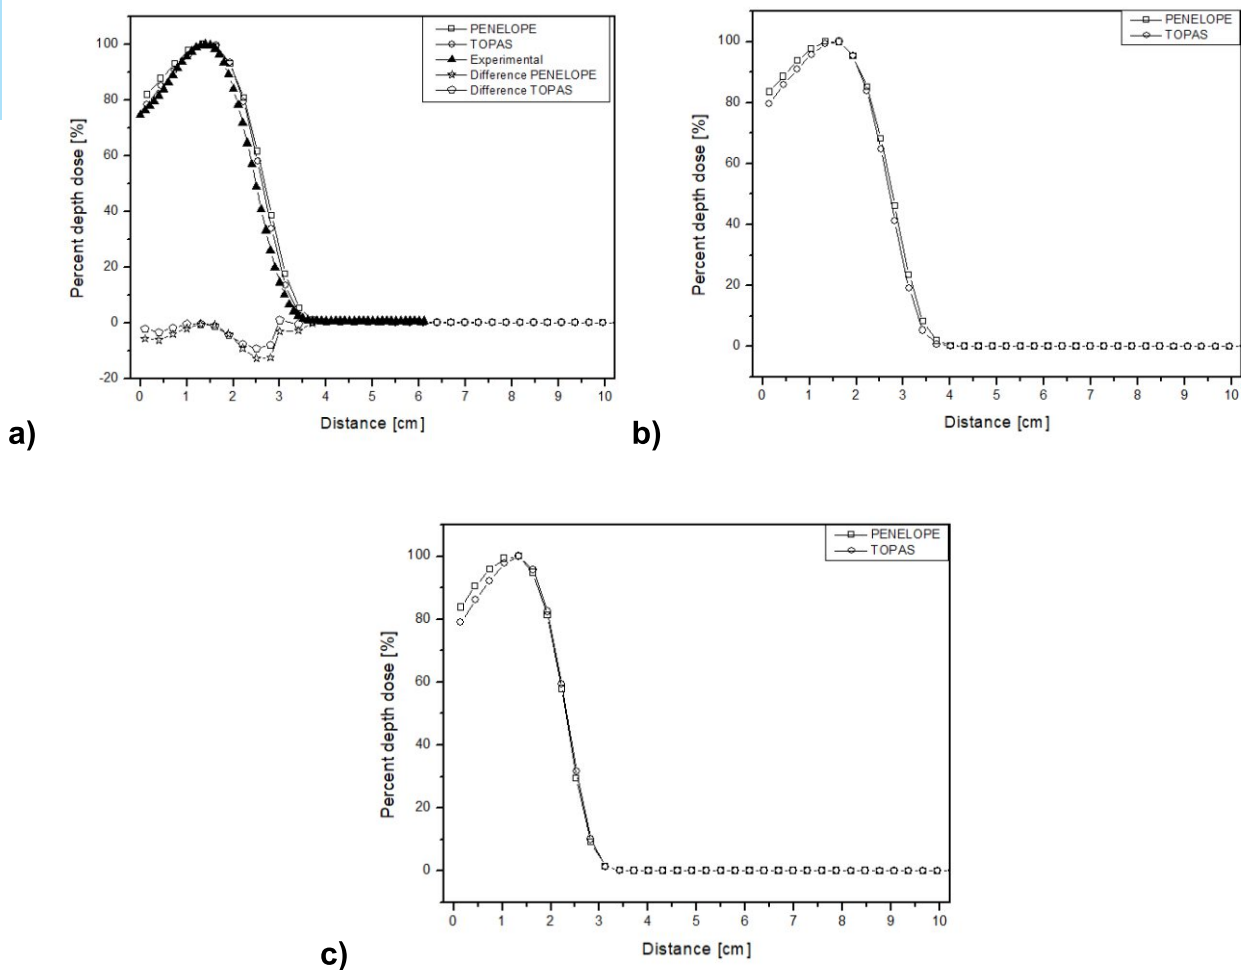 PENELOPE
TOPAS
Experimental
Difference PENELOPE
Difference TOPAS
100
80
60
40
20
0
-20
Percent depth dose [%]
0 1 2 3 4 5 6 7 8 9 10
Distance [cm]
a)
PENELOPE
TOPAS
100
80
60
40
20
0
Percent depth dose [%]
0 1 2 3 4 5 6 7 8 9 10
Distance [cm]
b)
PENELOPE
TOPAS
100
80
60
40
20
0
Percent depth dose [%]
0 1 2 3 4 5 6 7 8 9 10
Distance [cm]
c)